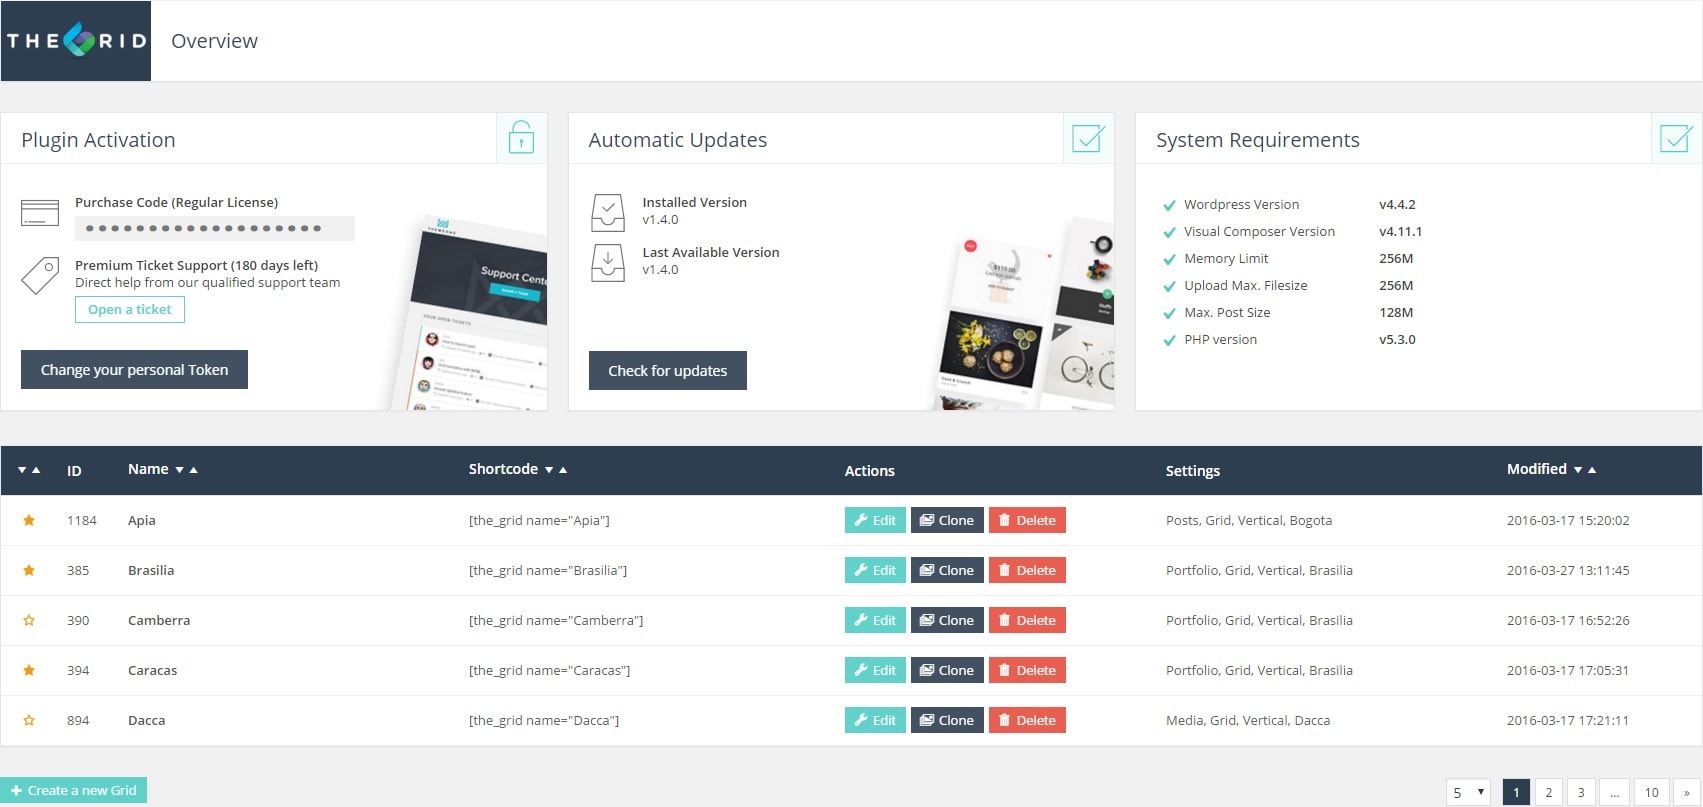 THE GRID
Overview
Plugin Activation
Purchase Code (Regular License)
Premium Ticket Support (180 days left)
Direct help from our qualified support team
Open a ticket
Change your personal Token
Support Cente
YOUR OPEN TICKETS
Automatic Updates
Installed Version
v1.4.0
Last Available Version
v1.4.0
Check for updates
$110.00
System Requirements
Wordpress Version v4.4.2
Visual Composer Version v4.11.1
Memory Limit 256M
Upload Max. Filesize 256M
Max. Post Size 128M
PHP version v5.3.0
ID Name Shortcode Actions Settings Modified
1184 Apia [the_grid name="Apia"] Edit Clone Delete Posts, Grid, Vertical, Bogota 2016-03-17 15:20:02
385 Brasilia [the_grid name="Brasilia"] Edit Clone Delete Portfolio, Grid, Vertical, Brasilia 2016-03-27 13:11:45
390 Camberra [the_grid name="Camberra"] Edit Clone Delete Portfolio, Grid, Vertical, Brasilia 2016-03-17 16:52:26
394 Caracas [the_grid name="Caracas"] Edit Clone Delete Portfolio, Grid, Vertical, Brasilia 2016-03-17 17:05:31
894 Dacca [the_grid name="Dacca"] Edit Clone Delete Media, Grid, Vertical, Dacca 2016-03-17 17:21:11
Create a new Grid
5 1 2 3 ... 10 »